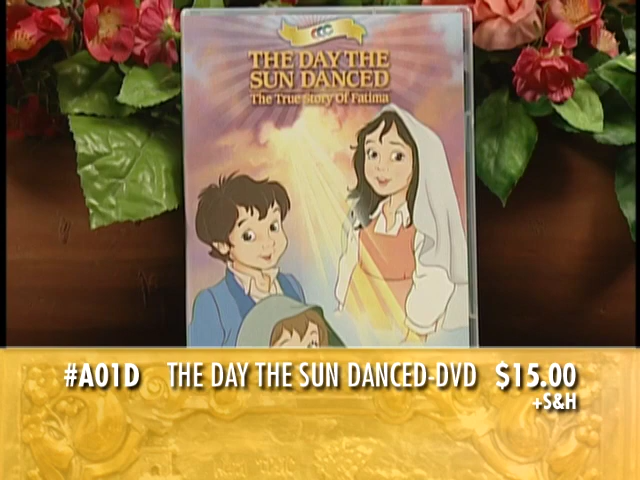 CCC
THE DAY THE
SUN DANCED
The True Story Of Fatima
#A01D THE DAY THE SUN DANCED-DVD $15.00
+S&H